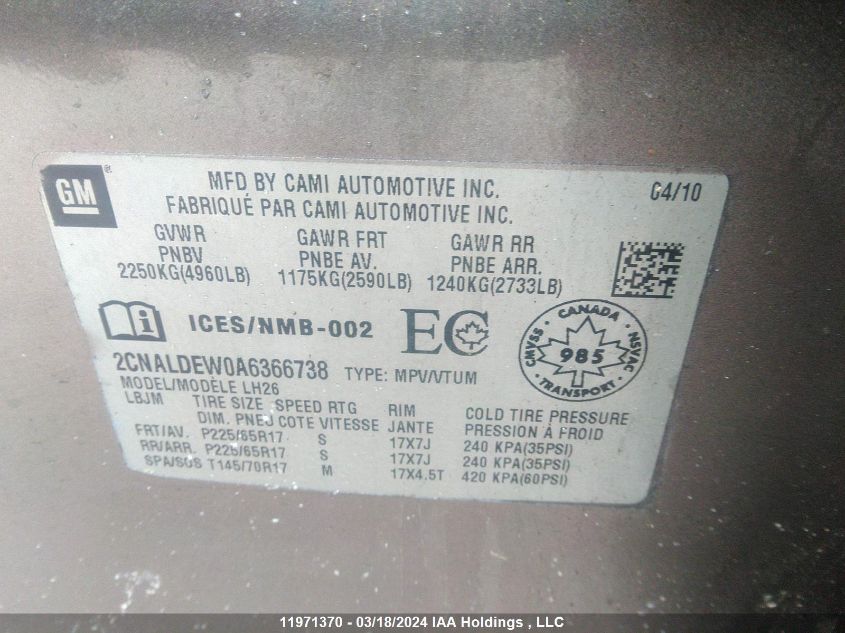 GM
MFD BY CAMI AUTOMOTIVE INC. 04/10
FABRIQUÉ PAR CAMI AUTOMOTIVE INC.
GVWR GAWR FRT GAWR RR
PNBV PNBE AV. PNBE ARR.
2250KG(4960LB) 1175KG(2590LB) 1240KG(2733LB)
ICES/NMB-002 EC
CMVSS · CANADA · NSVAC · TRANSPORT ·
985
2CNALDEW0A6366738 TYPE: MPV/VTUM
MODEL/MODÈLE LH26
LBJM TIRE SIZE SPEED RTG RIM COLD TIRE PRESSURE
DIM. PNEU COTE VITESSE JANTE PRESSION À FROID
FRT/AV. P225/65R17 S 17X7J 240 KPA(35PSI)
RR/ARR. P225/65R17 S 17X7J 240 KPA(35PSI)
SPA/SOS T145/70R17 M 17X4.5T 420 KPA(60PSI)
11971370 - 03/18/2024 IAA Holdings , LLC